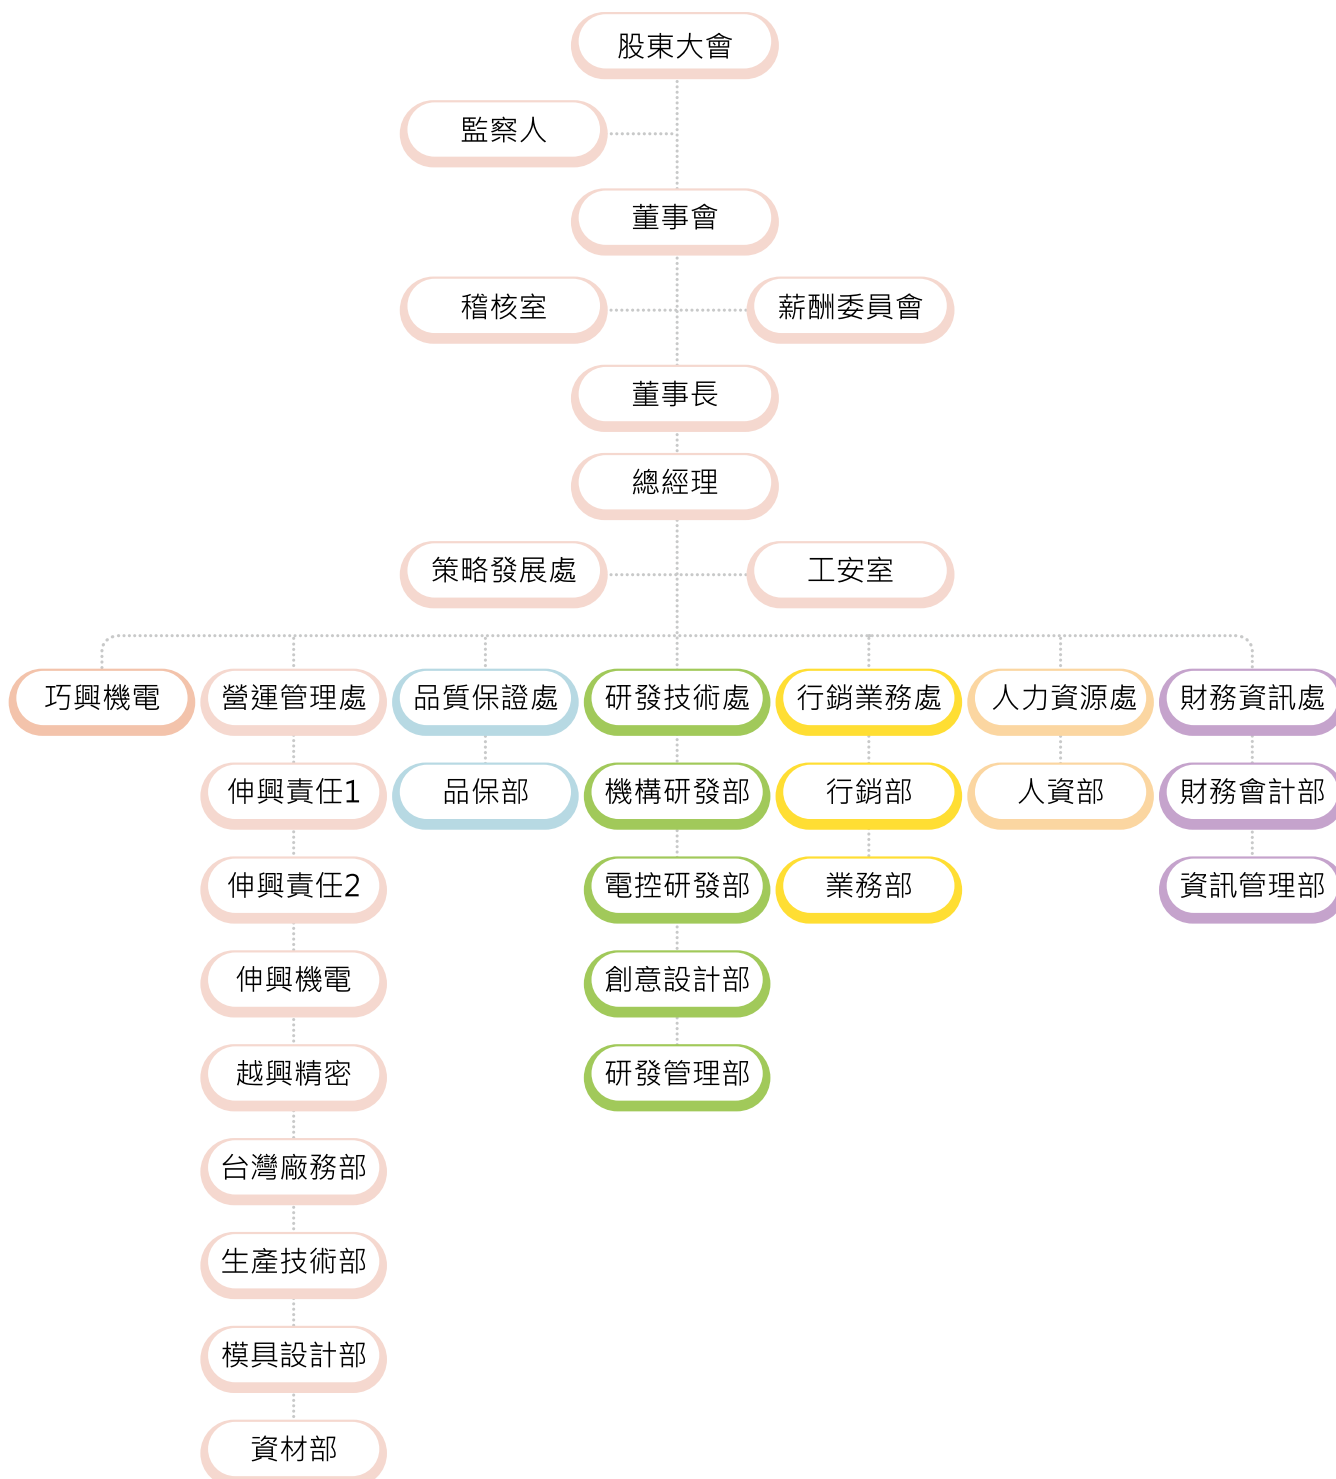 股東大會
監察人
董事會
稽核室
薪酬委員會
董事長
總經理
策略發展處
工安室
巧興機電
營運管理處
品質保證處
研發技術處
行銷業務處
人力資源處
財務資訊處
伸興責任1
品保部
機構研發部
行銷部
人資部
財務會計部
伸興責任2
電控研發部
業務部
資訊管理部
伸興機電
創意設計部
越興精密
研發管理部
台灣廠務部
生產技術部
模具設計部
資材部